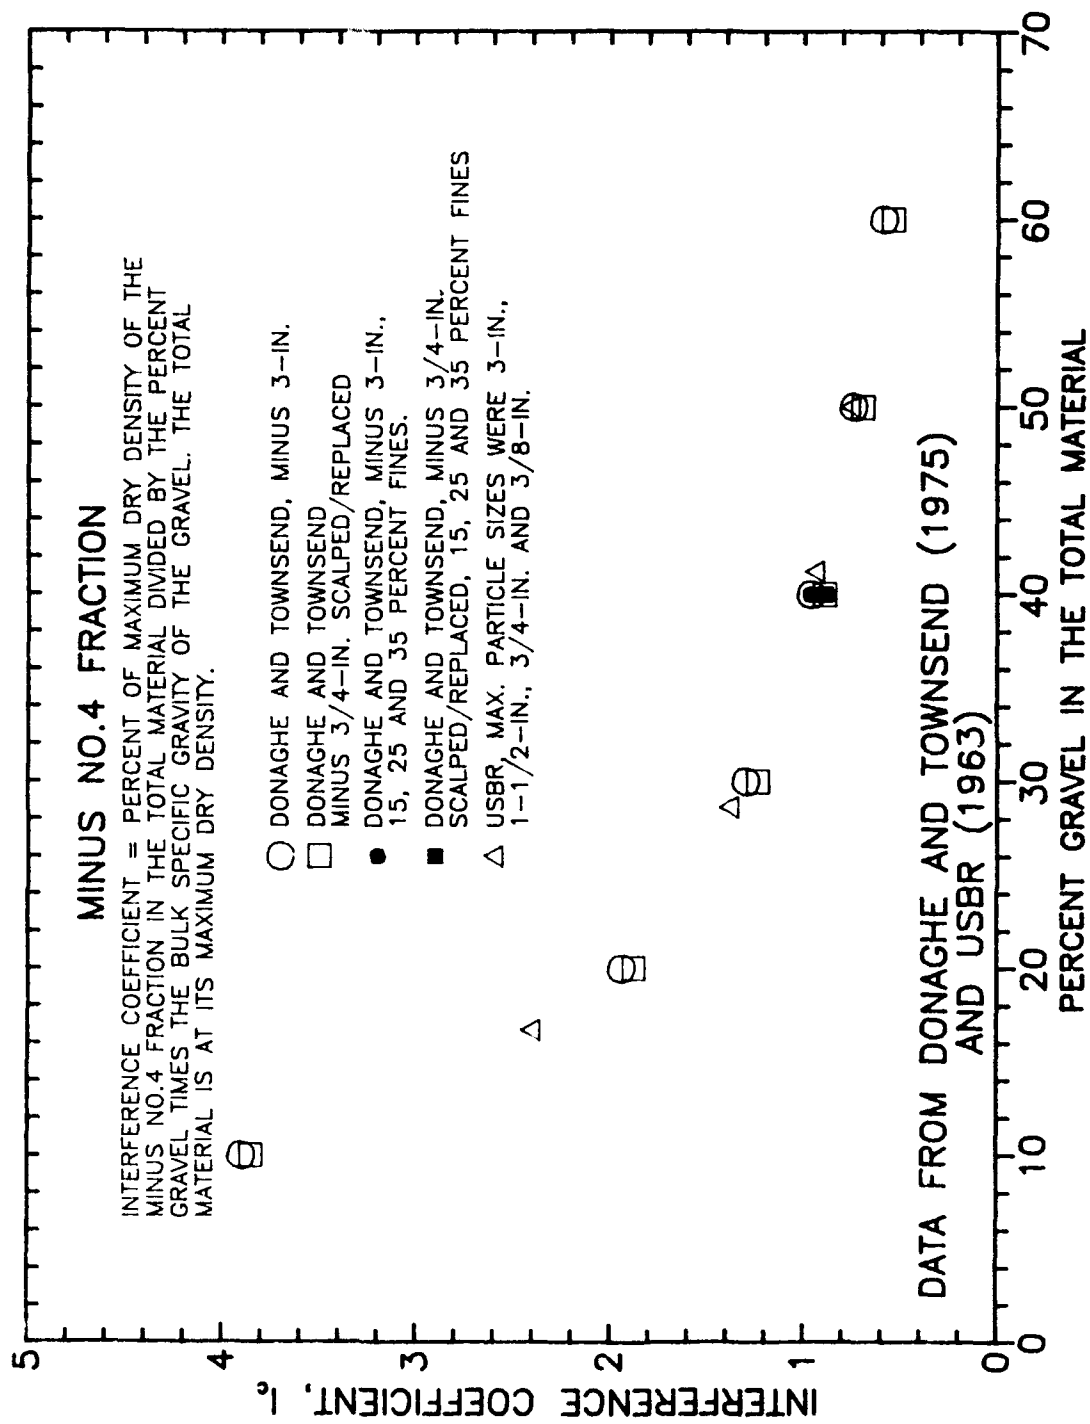 MINUS NO.4 FRACTION
INTERFERENCE COEFFICIENT = PERCENT OF MAXIMUM DRY DENSITY OF THE
MINUS NO.4 FRACTION IN THE TOTAL MATERIAL DIVIDED BY THE PERCENT
GRAVEL TIMES THE BULK SPECIFIC GRAVITY OF THE GRAVEL. THE TOTAL
MATERIAL IS AT ITS MAXIMUM DRY DENSITY.
DONAGHE AND TOWNSEND, MINUS 3-IN.
DONAGHE AND TOWNSEND
MINUS 3/4-IN. SCALPED/REPLACED
DONAGHE AND TOWNSEND, MINUS 3-IN.,
15, 25 AND 35 PERCENT FINES.
DONAGHE AND TOWNSEND, MINUS 3/4-IN.
SCALPED/REPLACED, 15, 25 AND 35 PERCENT FINES
USBR, MAX. PARTICLE SIZES WERE 3-IN.,
1-1/2-IN., 3/4-IN. AND 3/8-IN.
DATA FROM DONAGHE AND TOWNSEND (1975)
AND USBR (1963)
INTERFERENCE COEFFICIENT, Ic
5
4
3
2
1
0
0 10 20 30 40 50 60 70
PERCENT GRAVEL IN THE TOTAL MATERIAL